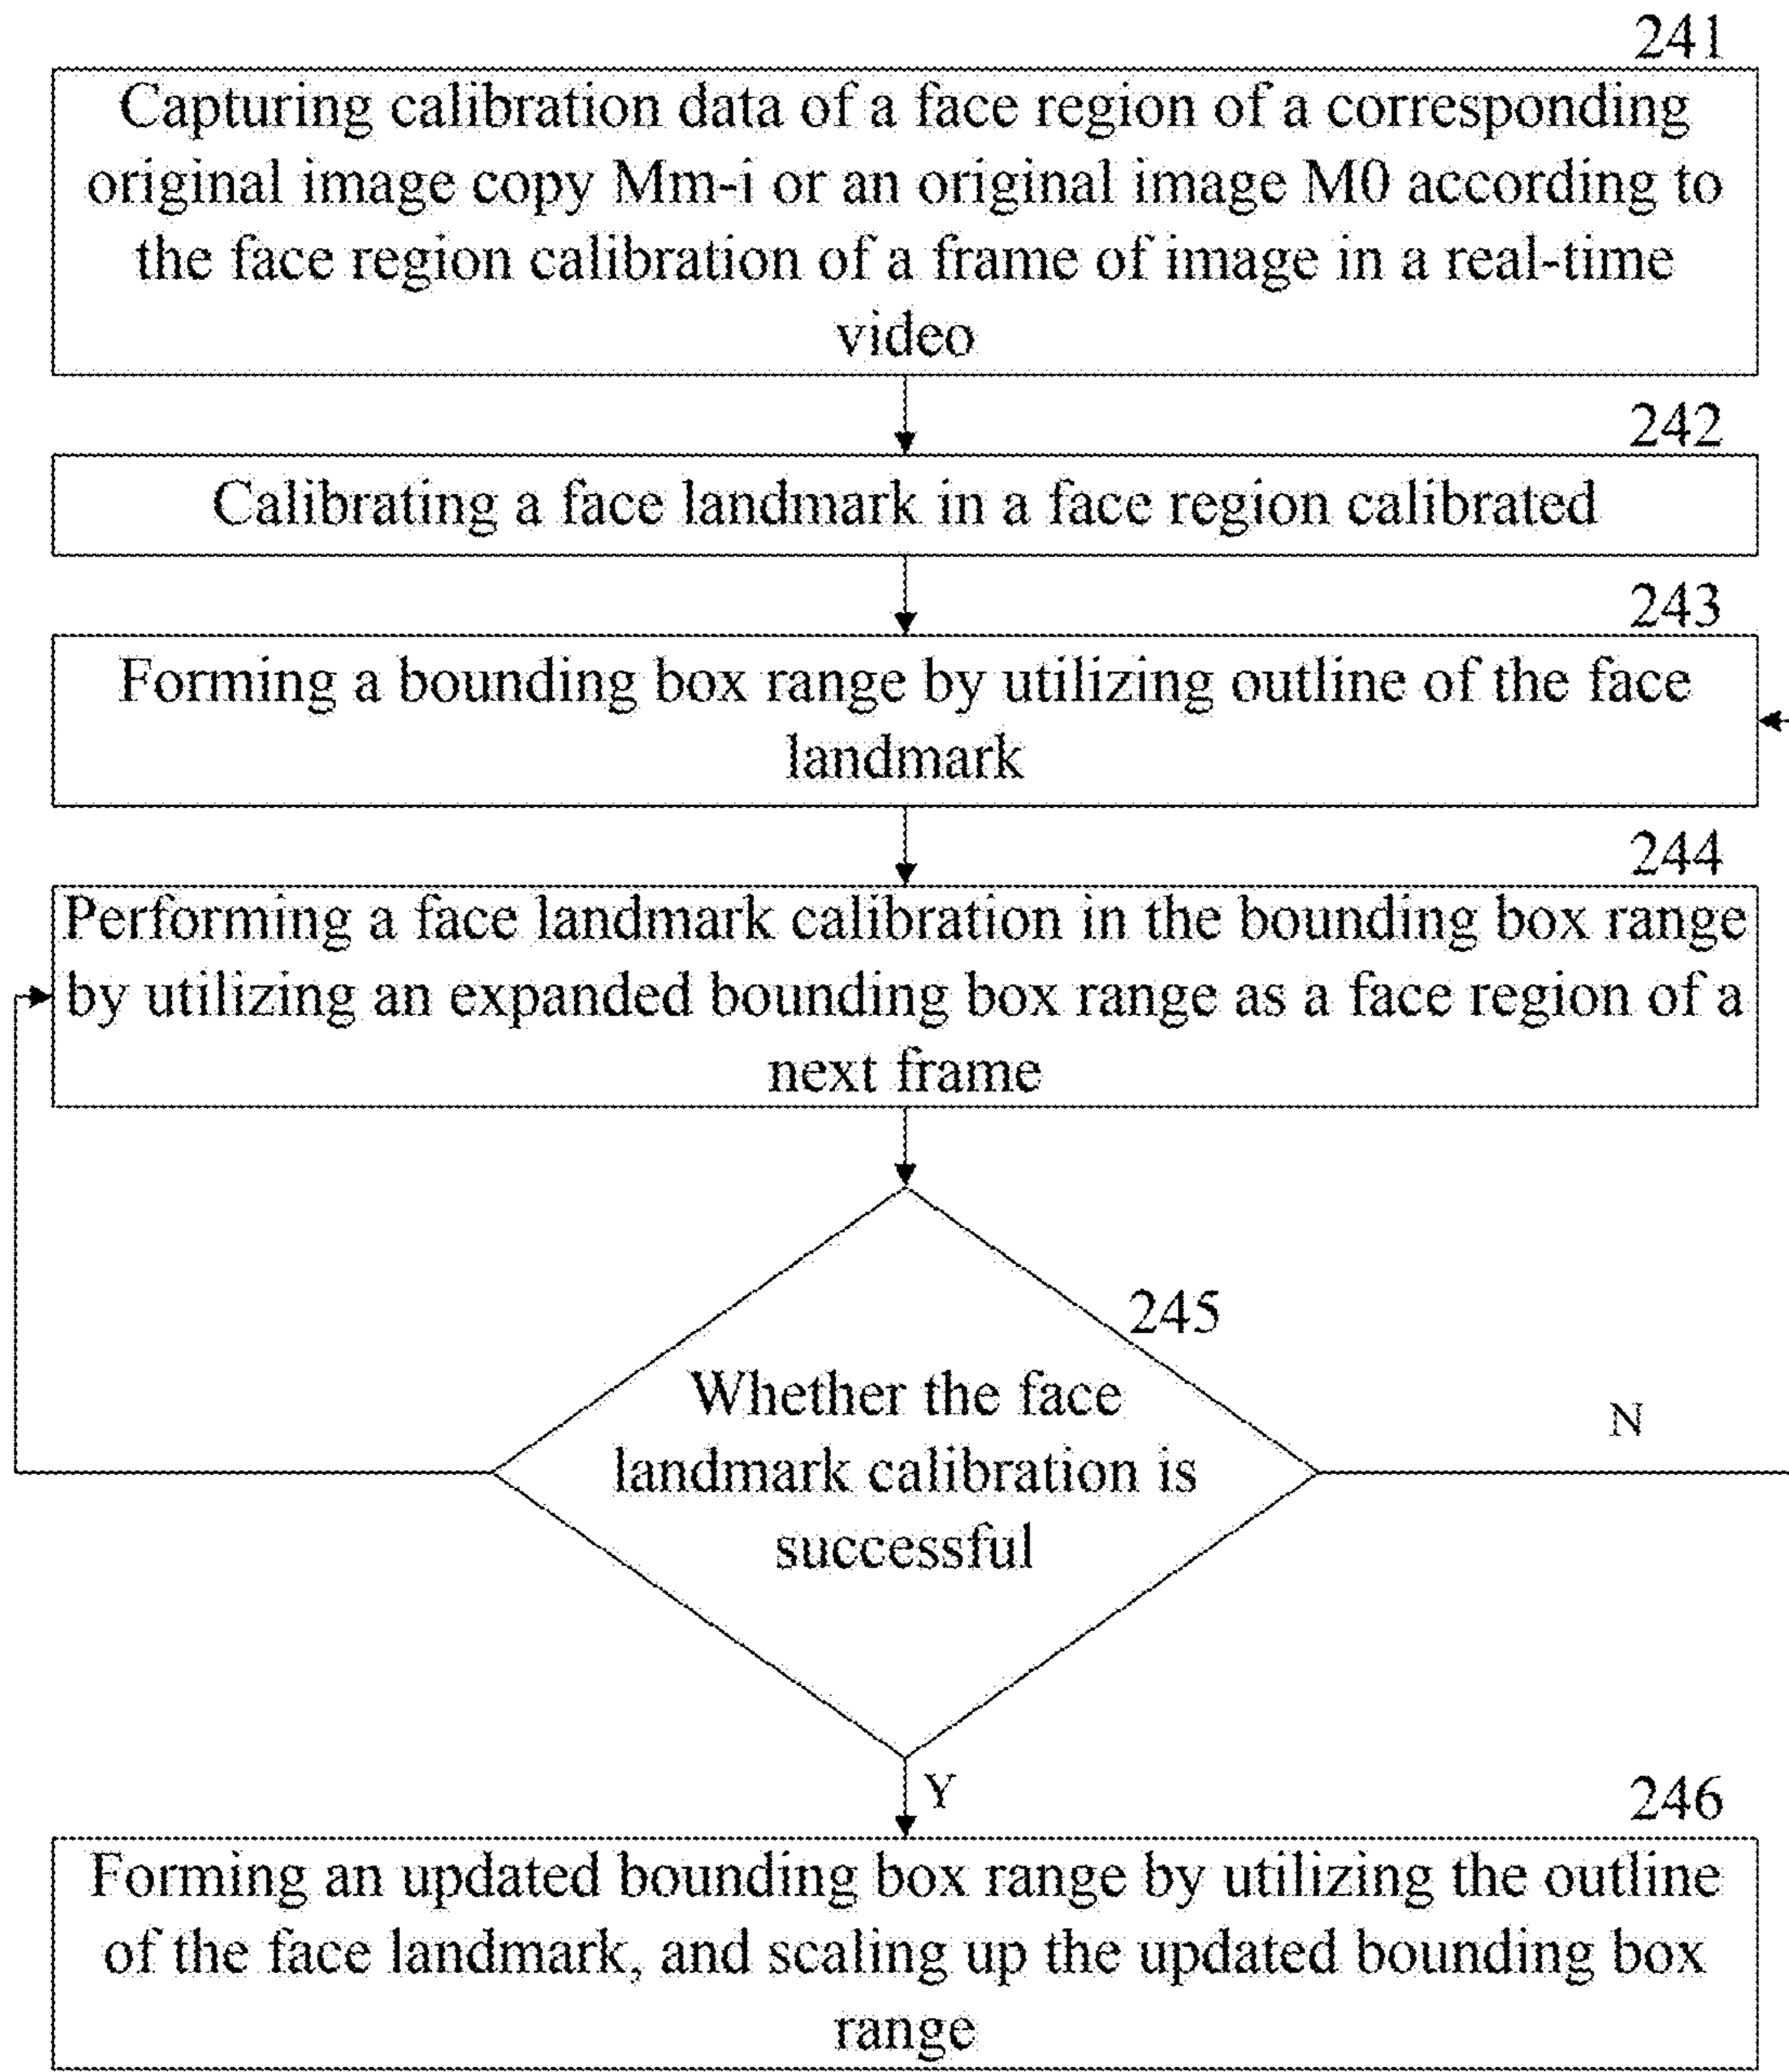 241
Capturing calibration data of a face region of a corresponding
original image copy Mm-i or an original image M0 according to
the face region calibration of a frame of image in a real-time
video
242
Calibrating a face landmark in a face region calibrated
243
Forming a bounding box range by utilizing outline of the face
landmark
244
Performing a face landmark calibration in the bounding box range
by utilizing an expanded bounding box range as a face region of a
next frame
245
Whether the face
landmark calibration is
successful
N
Y
246
Forming an updated bounding box range by utilizing the outline
of the face landmark, and scaling up the updated bounding box
range